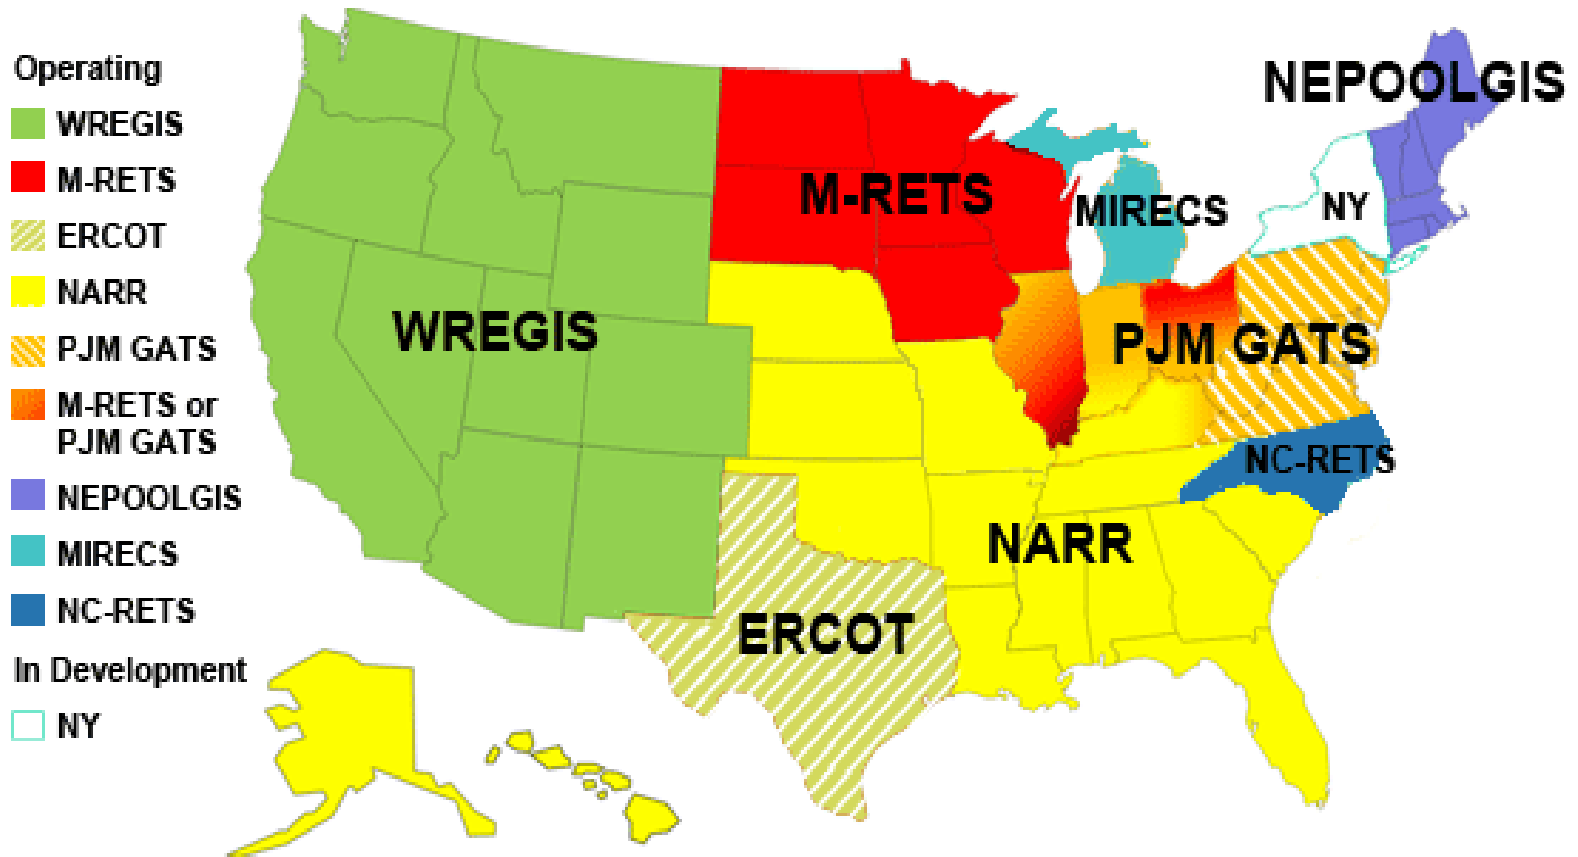 Operating
WREGIS
M-RETS
ERCOT
NARR
PJM GATS
M-RETS or
PJM GATS
NEPOOLGIS
MIRECS
NC-RETS
In Development
NY
NEPOOLGIS
M-RETS
MIRECS
NY
WREGIS
PJM GATS
NC-RETS
NARR
ERCOT